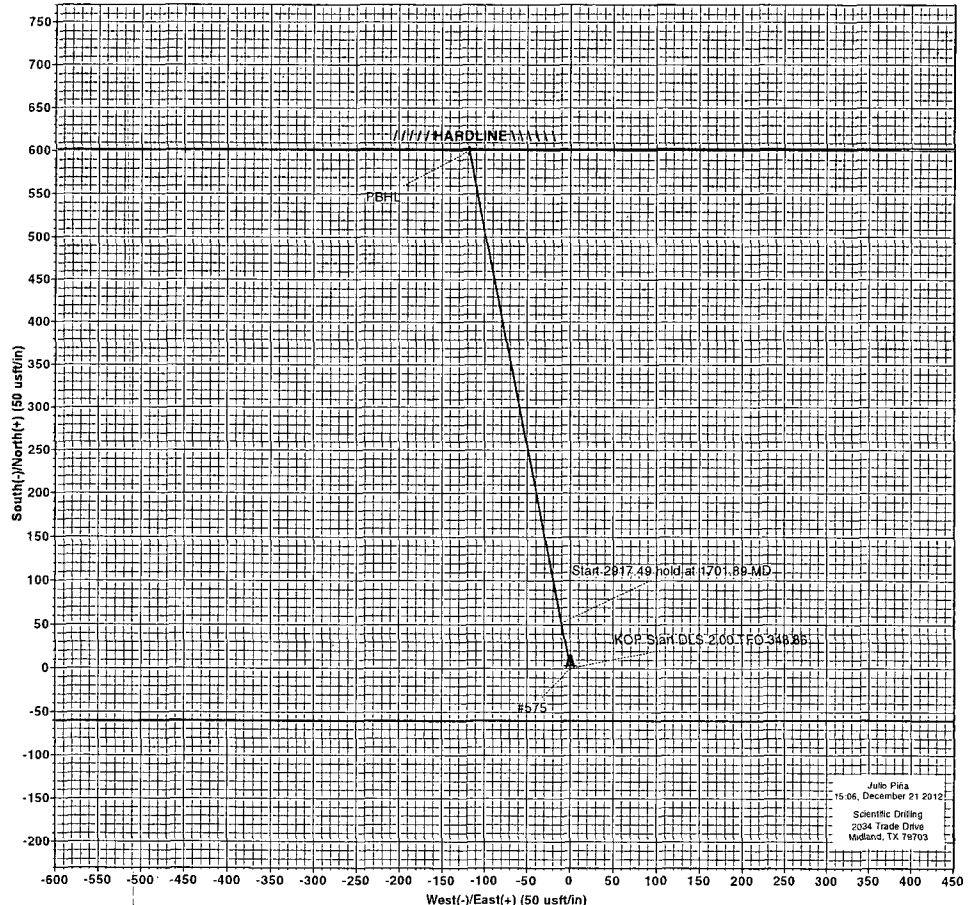 750
700
650
/////HARDLINE\\\\\\
600
PBHL
550
500
450
400
350
300
250
200
150
100
50
0
-50
-100
-150
-200
South(-)/North(+) (50 usft/in)
Start 2917.49 hold at 1701.89 MD
KOP Start DLS 2.00 TFO 348.86
#575
Julio Piña
15:06, December 21 2012
Scientific Drilling
2034 Trade Drive
Midland, TX 79703
-600 -550 -500 -450 -400 -350 -300 -250 -200 -150 -100 -50 0 50 100 150 200 250 300 350 400 450
West(-)/East(+) (50 usft/in)